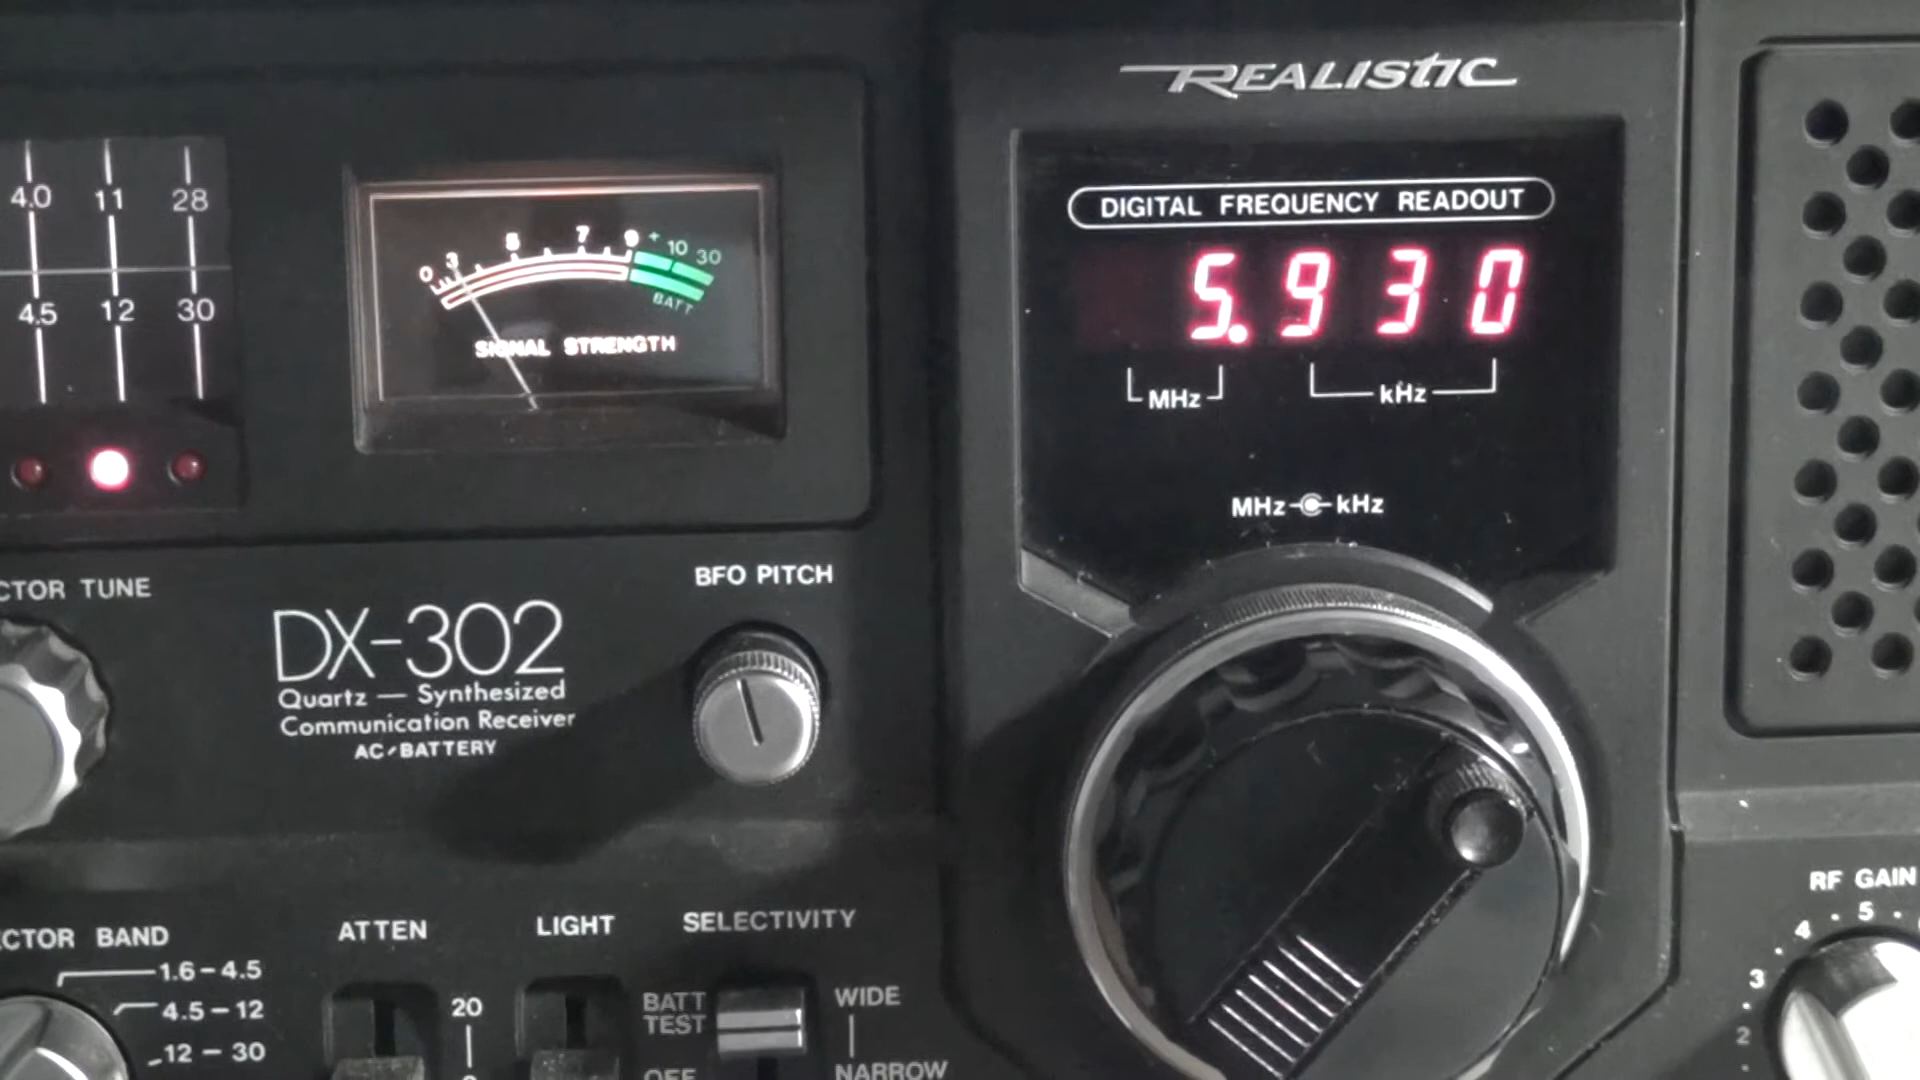 REALISTIC
DIGITAL FREQUENCY READOUT
5.930
MHz kHz
MHz kHz
4.0 11 28
4.5 12 30
0 3 5 7 9 + 10 30
BATT
SIGNAL STRENGTH
CTOR TUNE
BFO PITCH
DX-302
Quartz — Synthesized
Communication Receiver
AC/BATTERY
ECTOR BAND
1.6-4.5
4.5-12
12-30
ATTEN
20
LIGHT
SELECTIVITY
BATT
TEST
WIDE
NARROW
RF GAIN
2 3 4 5